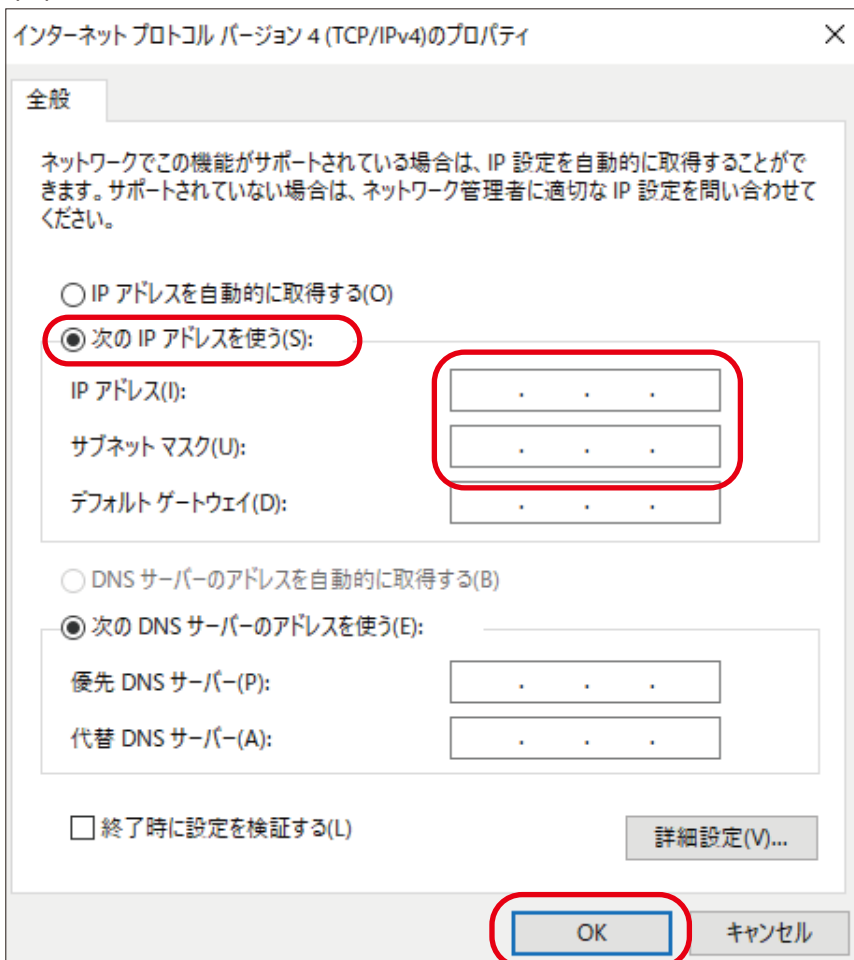 インターネット プロトコル バージョン 4 (TCP/IPv4)のプロパティ
全般
ネットワークでこの機能がサポートされている場合は、IP 設定を自動的に取得することがで
きます。サポートされていない場合は、ネットワーク管理者に適切な IP 設定を問い合わせて
ください。
IP アドレスを自動的に取得する(O)
次の IP アドレスを使う(S):
IP アドレス(I): . . .
サブネット マスク(U): . . .
デフォルト ゲートウェイ(D): . . .
DNS サーバーのアドレスを自動的に取得する(B)
次の DNS サーバーのアドレスを使う(E):
優先 DNS サーバー(P): . . .
代替 DNS サーバー(A): . . .
終了時に設定を検証する(L)
詳細設定(V)...
OK キャンセル